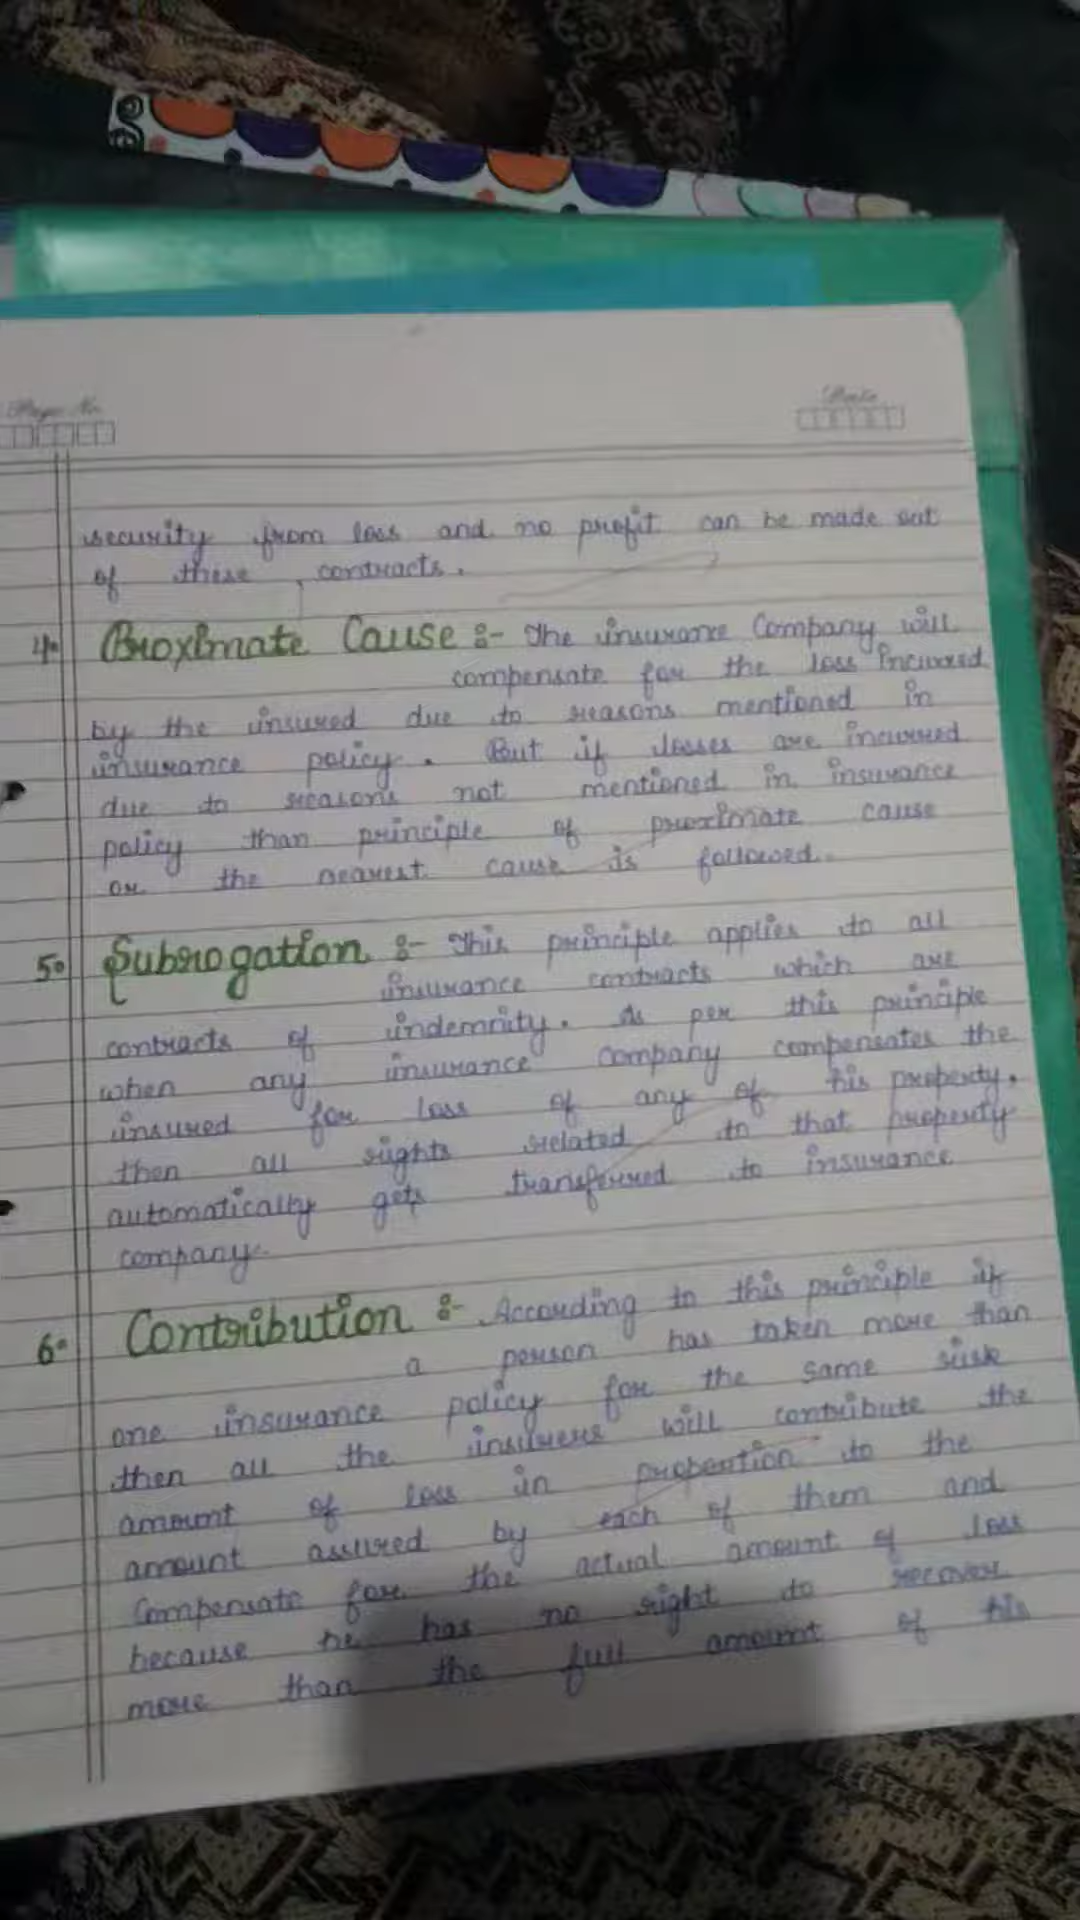 Page No.
Date
security from loss and no profit can be made out
of these contracts.
4. Proximate Cause :- The insurance Company will
compensate for the loss incurred
by the insured due to reasons mentioned in
insurance policy. But if losses are incurred
due to reasons not mentioned in insurance
policy than principle of proximate cause
or the nearest cause is followed.
5. Subrogation :- This principle applies to all
insurance contracts which are
contracts of indemnity. As per this principle
when any insurance company compensates the
insured for loss of any of his property,
then all rights related to that property
automatically gets transferred to insurance
company.
6. Contribution :- According to this principle if
a person has taken more than
one insurance policy for the same risk
then all the insurers will contribute the
amount of loss in proportion to the
amount assured by each of them and
compensate for the actual amount of loss
because he has no right to recover
more than the full amount of his